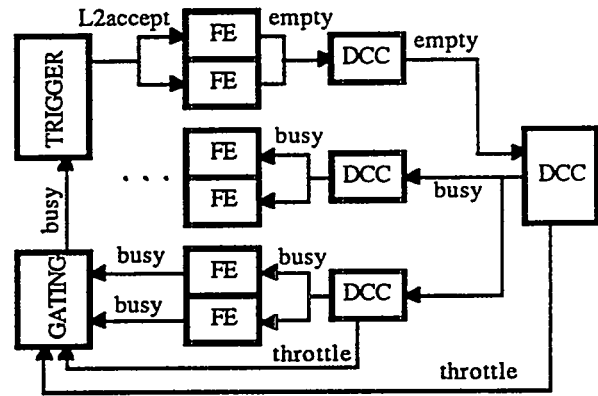 L2accept
FE
empty
empty
TRIGGER
FE
DCC
busy
FE
DCC
DCC
. . .
busy
FE
busy
busy
busy
FE
GATING
DCC
busy
FE
throttle
throttle